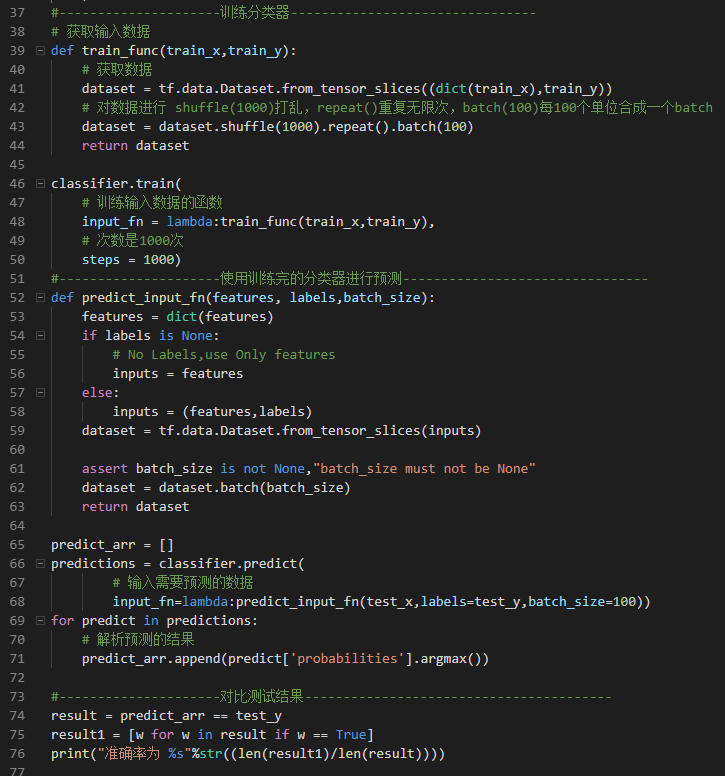 37 #---------------------训练分类器--------------------------------
38 # 获取输入数据
39 def train_func(train_x,train_y):
40     # 获取数据
41     dataset = tf.data.Dataset.from_tensor_slices((dict(train_x),train_y))
42     # 对数据进行 shuffle(1000)打乱，repeat()重复无限次，batch(100)每100个单位合成一个batch
43     dataset = dataset.shuffle(1000).repeat().batch(100)
44     return dataset
45
46 classifier.train(
47     # 训练输入数据的函数
48     input_fn = lambda:train_func(train_x,train_y),
49     # 次数是1000次
50     steps = 1000)
51 #---------------------使用训练完的分类器进行预测--------------------------------
52 def predict_input_fn(features, labels,batch_size):
53     features = dict(features)
54     if labels is None:
55         # No Labels,use Only features
56         inputs = features
57     else:
58         inputs = (features,labels)
59     dataset = tf.data.Dataset.from_tensor_slices(inputs)
60
61     assert batch_size is not None,"batch_size must not be None"
62     dataset = dataset.batch(batch_size)
63     return dataset
64
65 predict_arr = []
66 predictions = classifier.predict(
67         # 输入需要预测的数据
68         input_fn=lambda:predict_input_fn(test_x,labels=test_y,batch_size=100))
69 for predict in predictions:
70     # 解析预测的结果
71     predict_arr.append(predict['probabilities'].argmax())
72
73 #---------------------对比测试结果----------------------------------------
74 result = predict_arr == test_y
75 result1 = [w for w in result if w == True]
76 print("准确率为 %s"%str((len(result1)/len(result))))
77